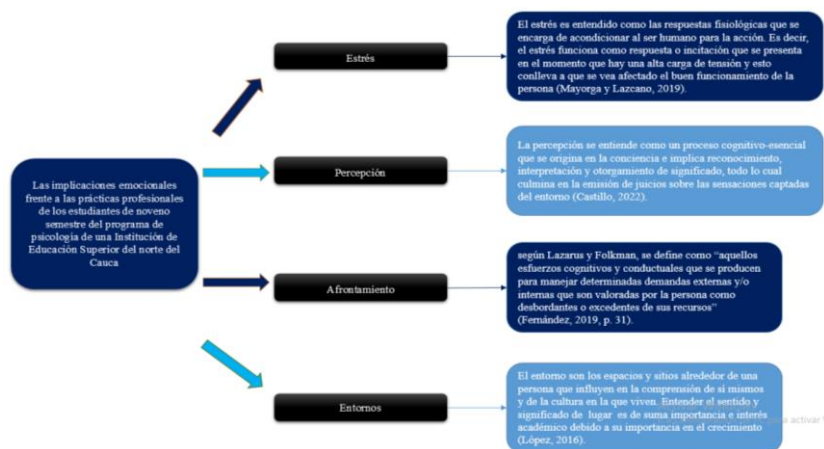 Las implicaciones emocionales
frente a las prácticas profesionales
de los estudiantes de noveno
semestre del programa de
psicología de una Institución de
Educación Superior del norte del
Cauca
Estrés
El estrés es entendido como las respuestas fisiológicas que se
encarga de acondicionar al ser humano para la acción. Es decir,
el estrés funciona como respuesta o incitación que se presenta
en el momento que hay una alta carga de tensión y esto
conlleva a que se vea afectado el buen funcionamiento de la
persona (Mayorga y Lazcano, 2019).
Percepción
La percepción se entiende como un proceso cognitivo-esencial
que se origina en la conciencia e implica reconocimiento,
interpretación y otorgamiento de significado, todo lo cual
culmina en la emisión de juicios sobre las sensaciones captadas
del entorno (Castillo, 2022).
Afrontamiento
según Lazarus y Folkman, se define como “aquellos
esfuerzos cognitivos y conductuales que se producen
para manejar determinadas demandas externas y/o
internas que son valoradas por la persona como
desbordantes o excedentes de sus recursos”
(Fernández, 2019, p. 31).
Entornos
El entorno son los espacios y sitios alrededor de una
persona que influyen en la comprensión de sí mismos
y de la cultura en la que viven. Entender el sentido y
significado de lugar es de suma importancia e interés
académico debido a su importancia en el crecimiento
(López, 2016).
activar